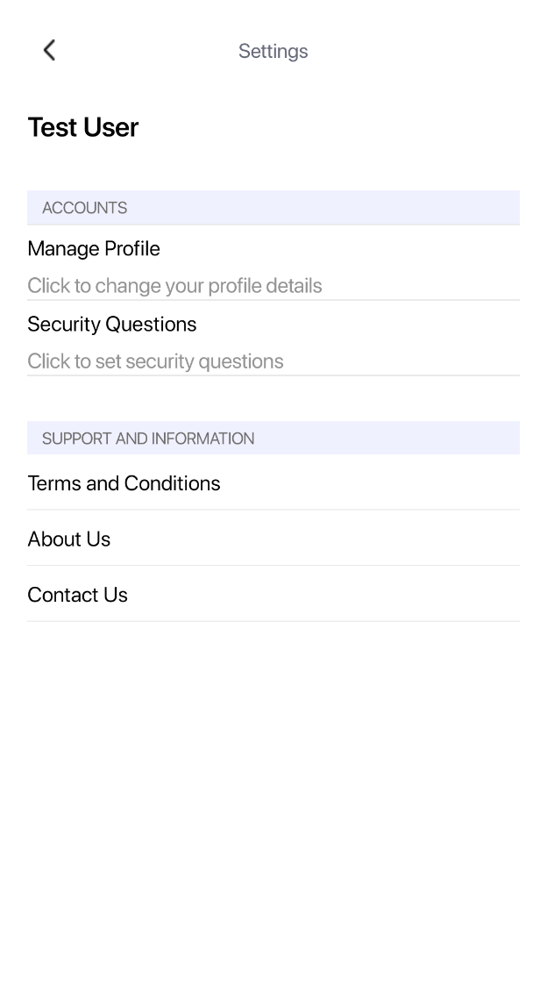 Settings
Test User
ACCOUNTS
Manage Profile
Click to change your profile details
Security Questions
Click to set security questions
SUPPORT AND INFORMATION
Terms and Conditions
About Us
Contact Us